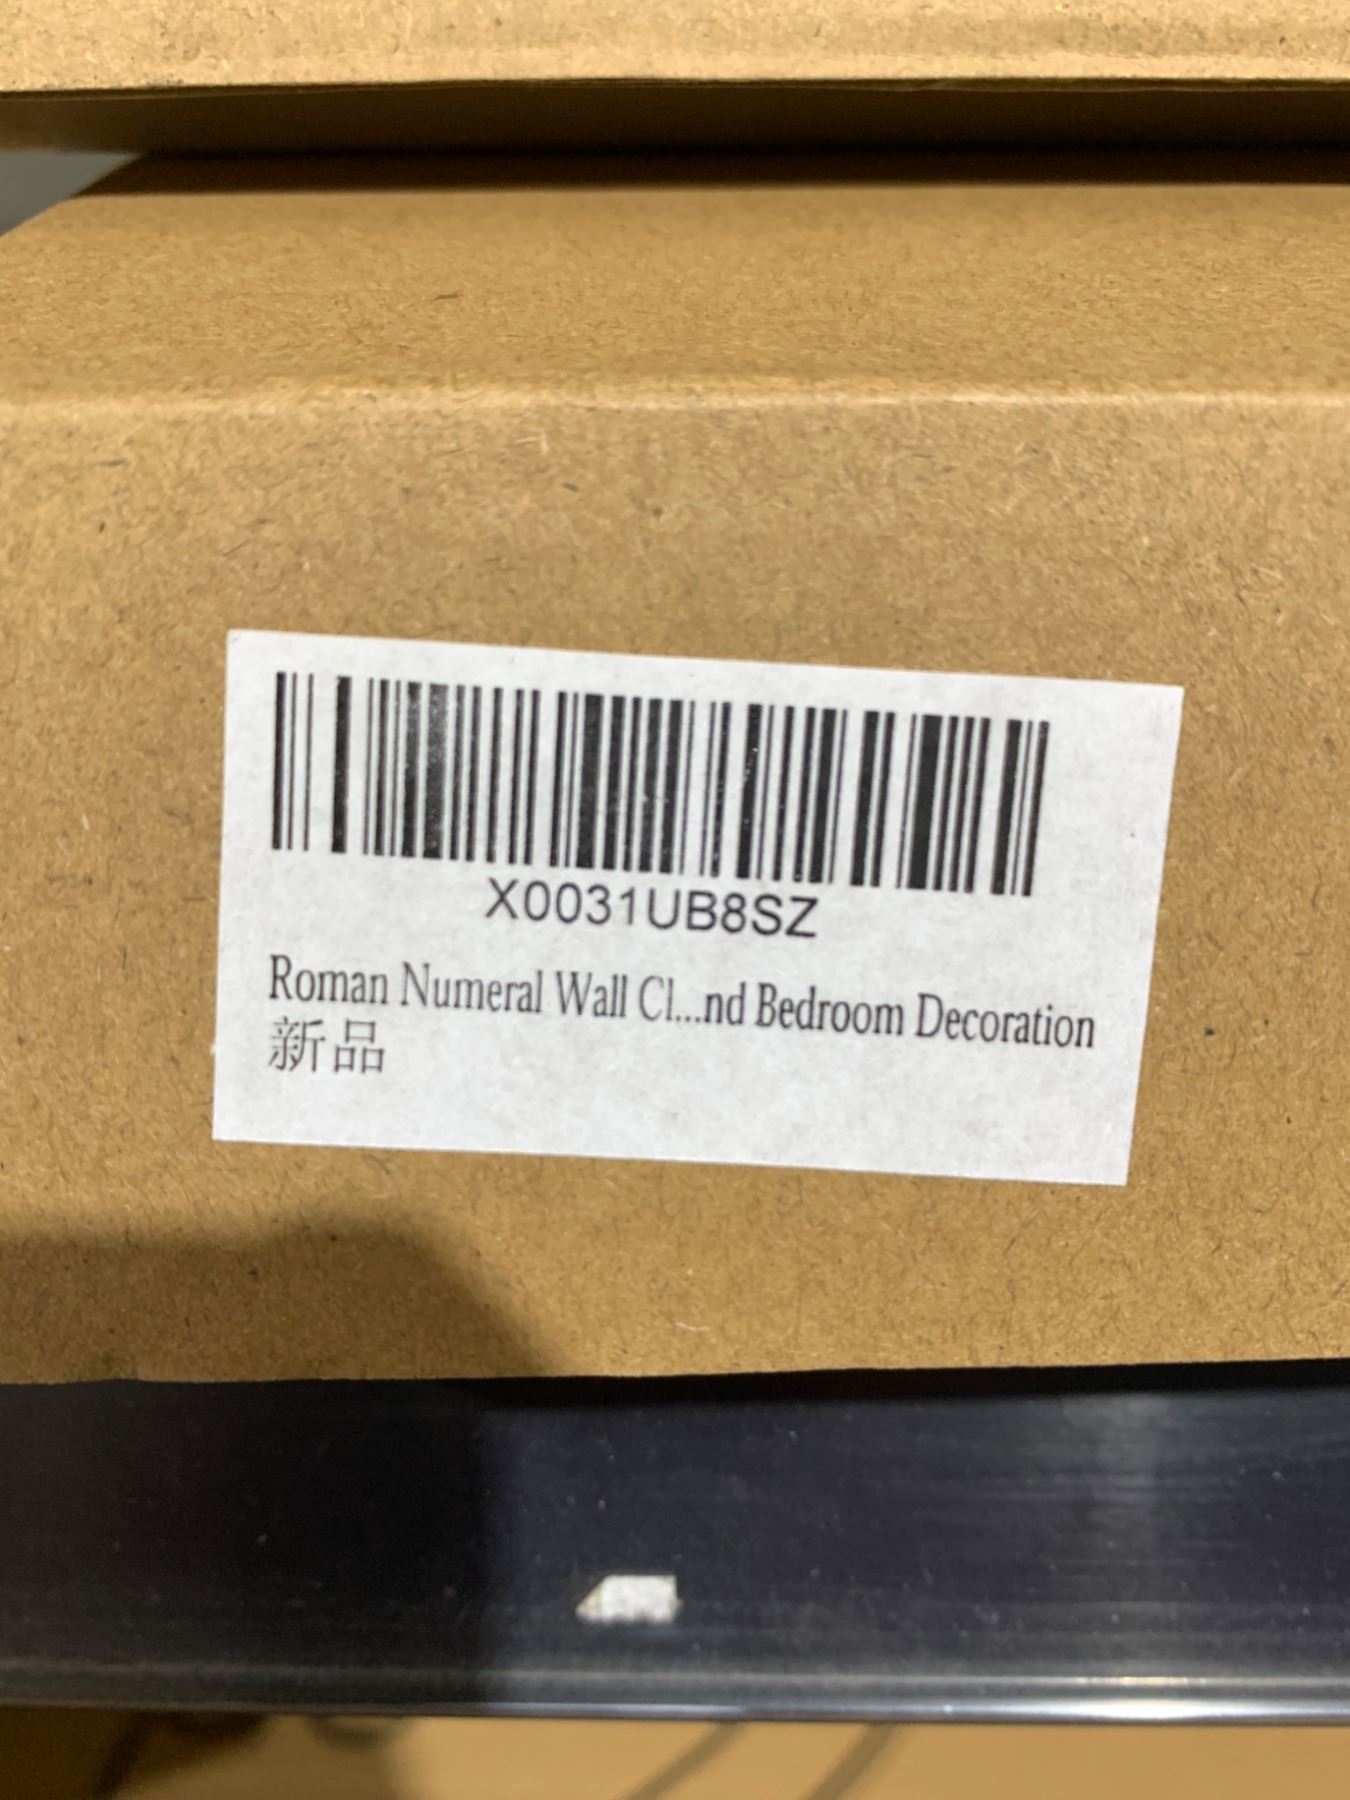 X0031UB8SZ
Roman Numeral Wall Cl...nd Bedroom Decoration
新品